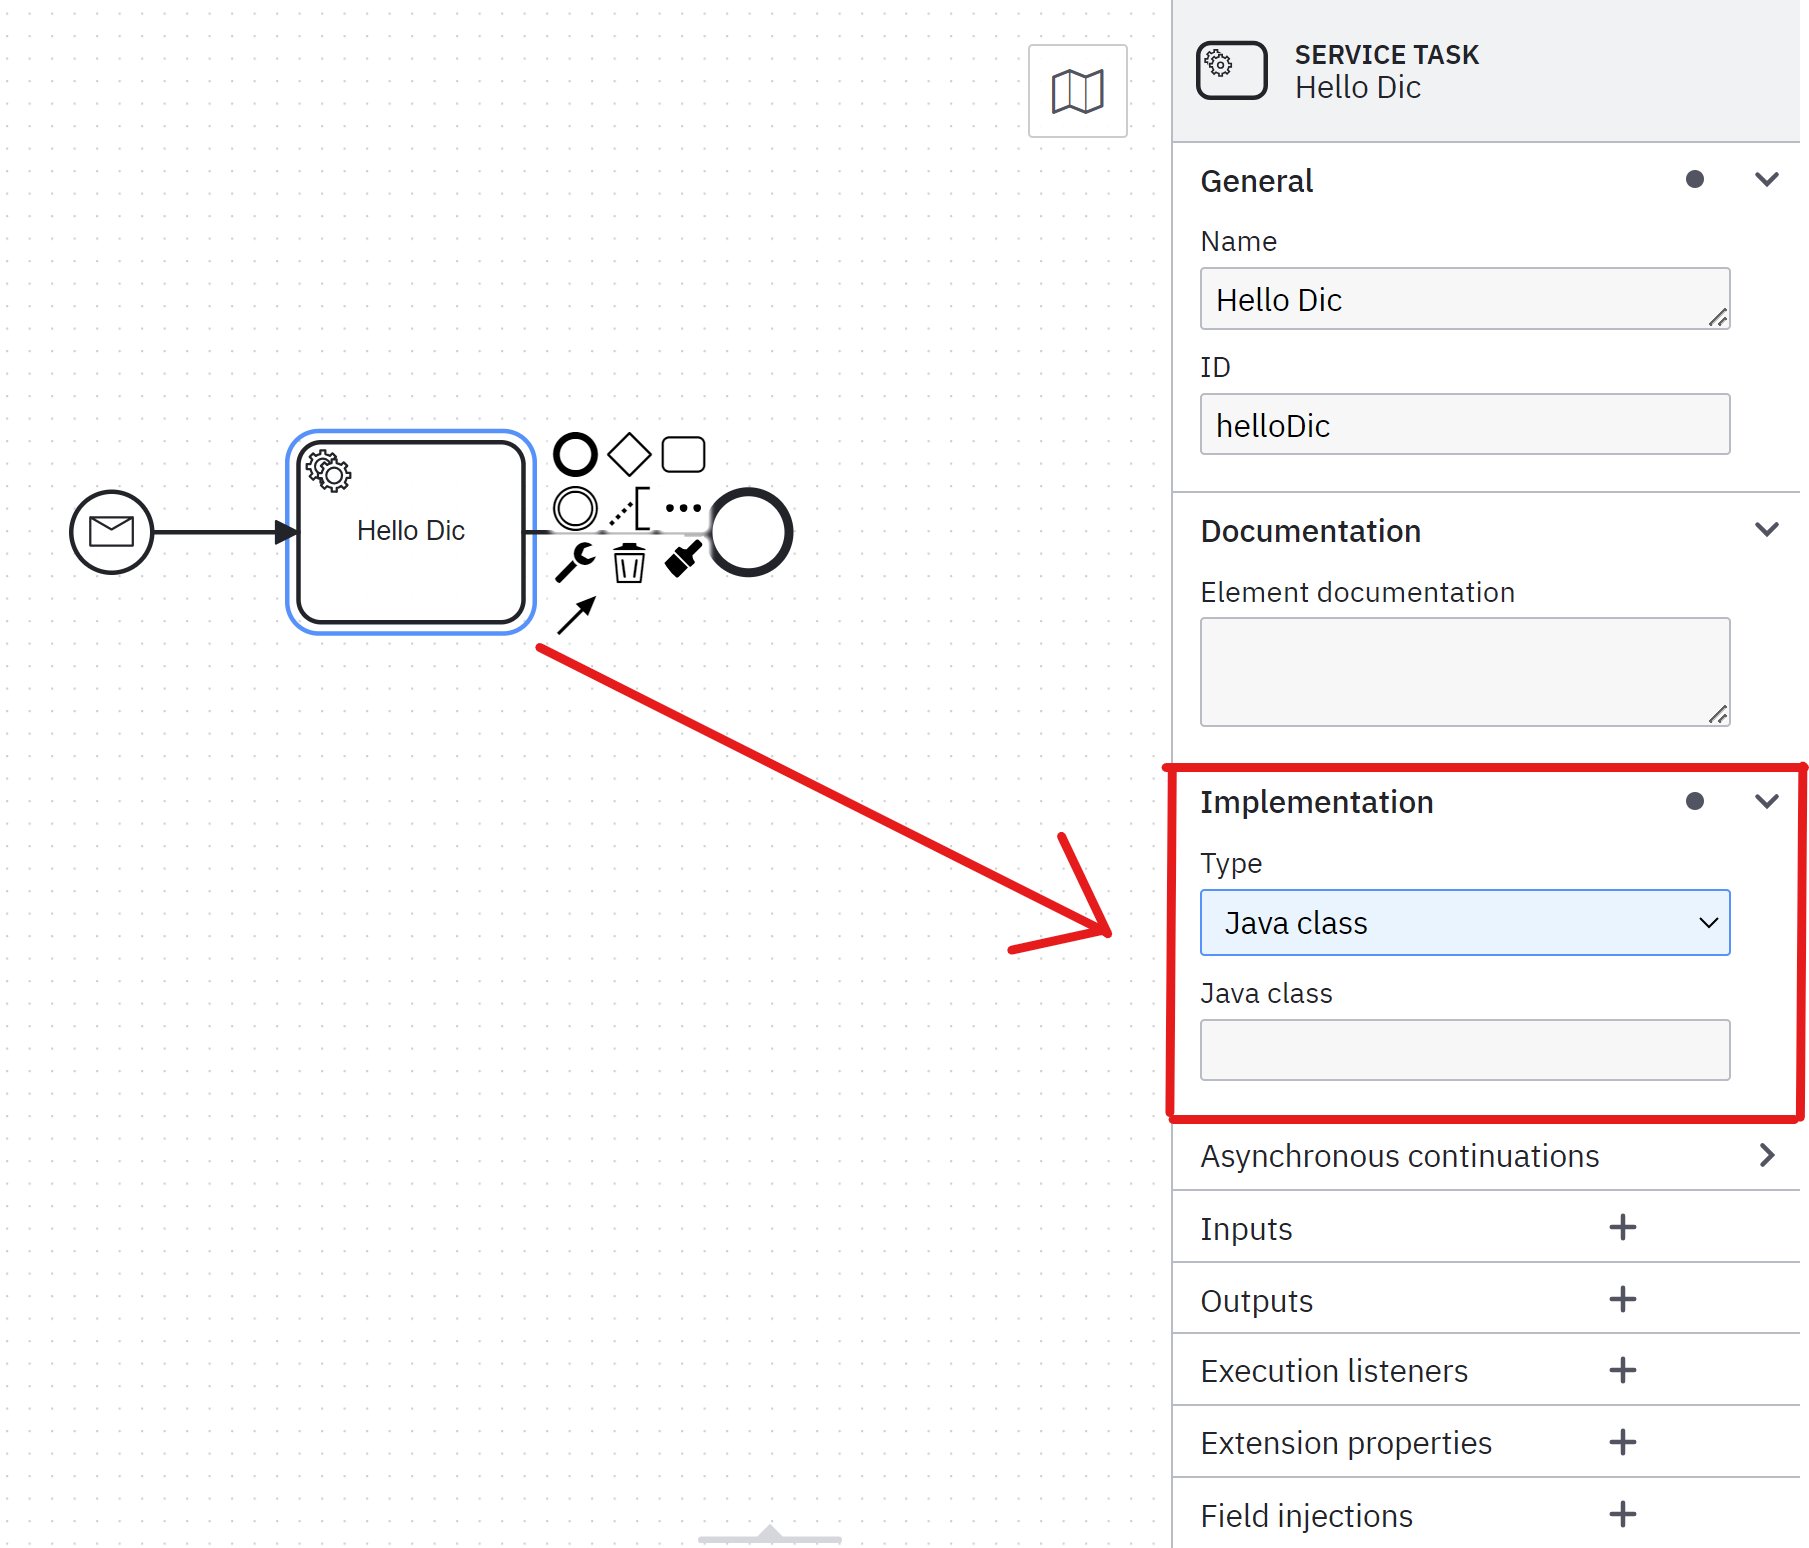 Hello Dic
SERVICE TASK
Hello Dic
General
Name
Hello Dic
ID
helloDic
Documentation
Element documentation
Implementation
Type
Java class
Java class
Asynchronous continuations
Inputs
Outputs
Execution listeners
Extension properties
Field injections